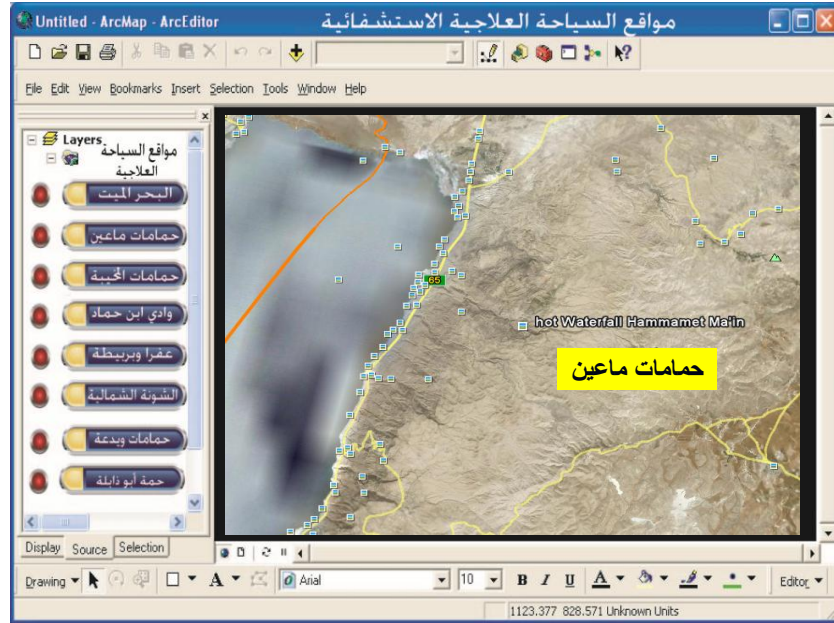 Untitled - ArcMap - ArcEditor
مواقع السياحة العلاجية الاستشفائية
File Edit View Bookmarks Insert Selection Tools Window Help
Layers
مواقع السياحة
العلاجية
البحر الميت
حمامات ماعين
حمامات المخيبة
وادي ابن حماد
عفرا وبربيطة
الشونة الشمالية
حمامات ويدعة
حمة أبو ذابلة
65
hot Waterfall Hammamet Ma'in
حمامات ماعين
Display Source Selection
Drawing A Arial 10 B I U A Editor
1123.377 828.571 Unknown Units